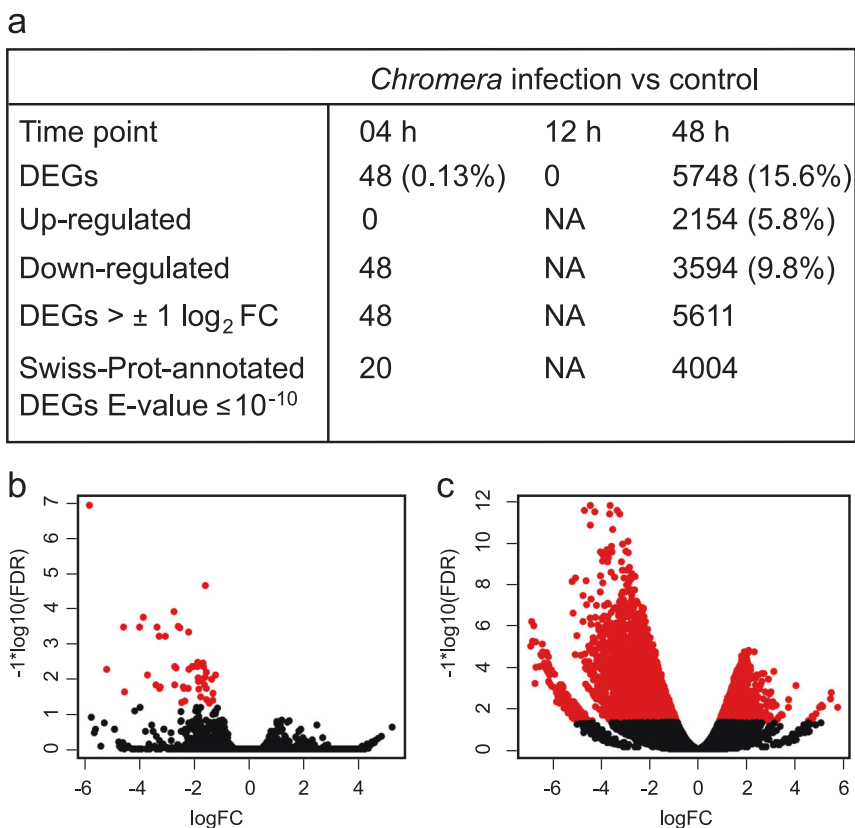 a
Chromera infection vs control
Time point 04 h 12 h 48 h
DEGs 48 (0.13%) 0 5748 (15.6%)
Up-regulated 0 NA 2154 (5.8%)
Down-regulated 48 NA 3594 (9.8%)
DEGs > ± 1 log₂ FC 48 NA 5611
Swiss-Prot-annotated 20 NA 4004
DEGs E-value ≤10⁻¹⁰
b
-1*log10(FDR)
7
6
5
4
3
2
1
0
-6 -4 -2 0 2 4
logFC
c
-1*log10(FDR)
12
10
8
6
4
2
0
-6 -4 -2 0 2 4 6
logFC